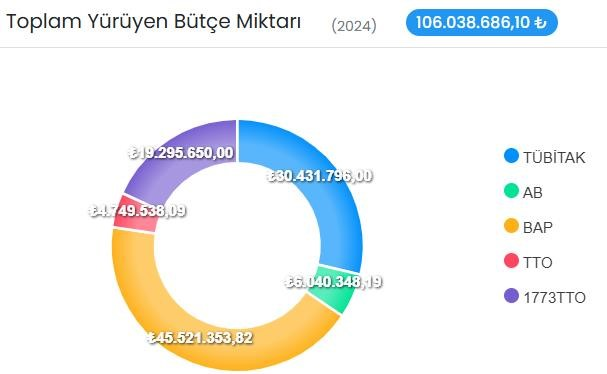 Toplam Yürüyen Bütçe Miktarı (2024) 106.038.686,10 ₺
₺19.295.650,00
₺30.431.796,00
₺4.749.538,09
₺6.040.348,19
₺45.521.353,82
TÜBİTAK
AB
BAP
TTO
1773TTO